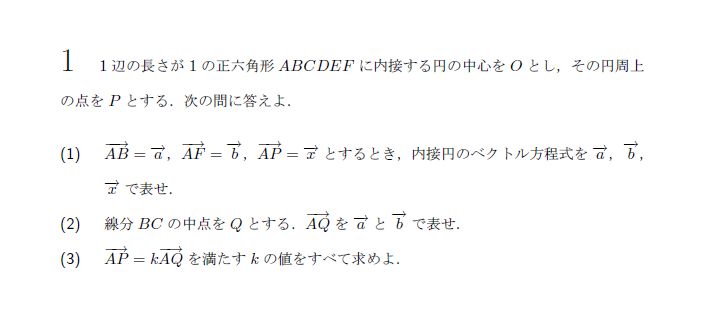 1 1 辺の長さが 1 の正六角形 ABCDEF に内接する円の中心を O とし，その円周上
の点を P とする．次の間に答えよ．
(1) $\overrightarrow{AB} = \overrightarrow{a}$，$\overrightarrow{AF} = \overrightarrow{b}$，$\overrightarrow{AP} = \overrightarrow{x}$ とするとき，内接円のベクトル方程式を $\overrightarrow{a}$，$\overrightarrow{b}$，
$\overrightarrow{x}$ で表せ．
(2) 線分 BC の中点を Q とする．$\overrightarrow{AQ}$ を $\overrightarrow{a}$ と $\overrightarrow{b}$ で表せ．
(3) $\overrightarrow{AP} = k\overrightarrow{AQ}$ を満たす k の値をすべて求めよ．